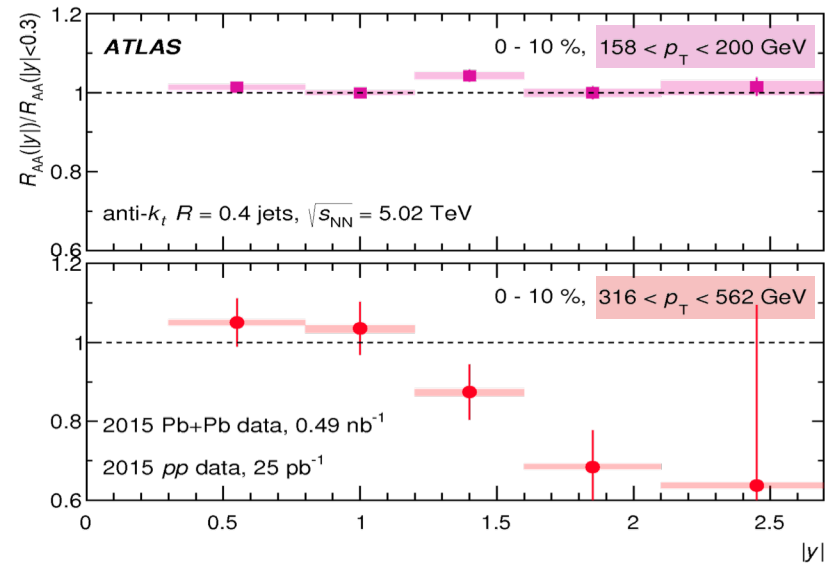 R_AA(|y|)/R_AA(|y|<0.3)
1.2
ATLAS
0 - 10 %, 158 < p_T < 200 GeV
1
0.8
anti-k_t R = 0.4 jets, √s_NN = 5.02 TeV
0.6
1.2
0 - 10 %, 316 < p_T < 562 GeV
1
0.8
2015 Pb+Pb data, 0.49 nb⁻¹
2015 pp data, 25 pb⁻¹
0.6
0 0.5 1 1.5 2 2.5
|y|